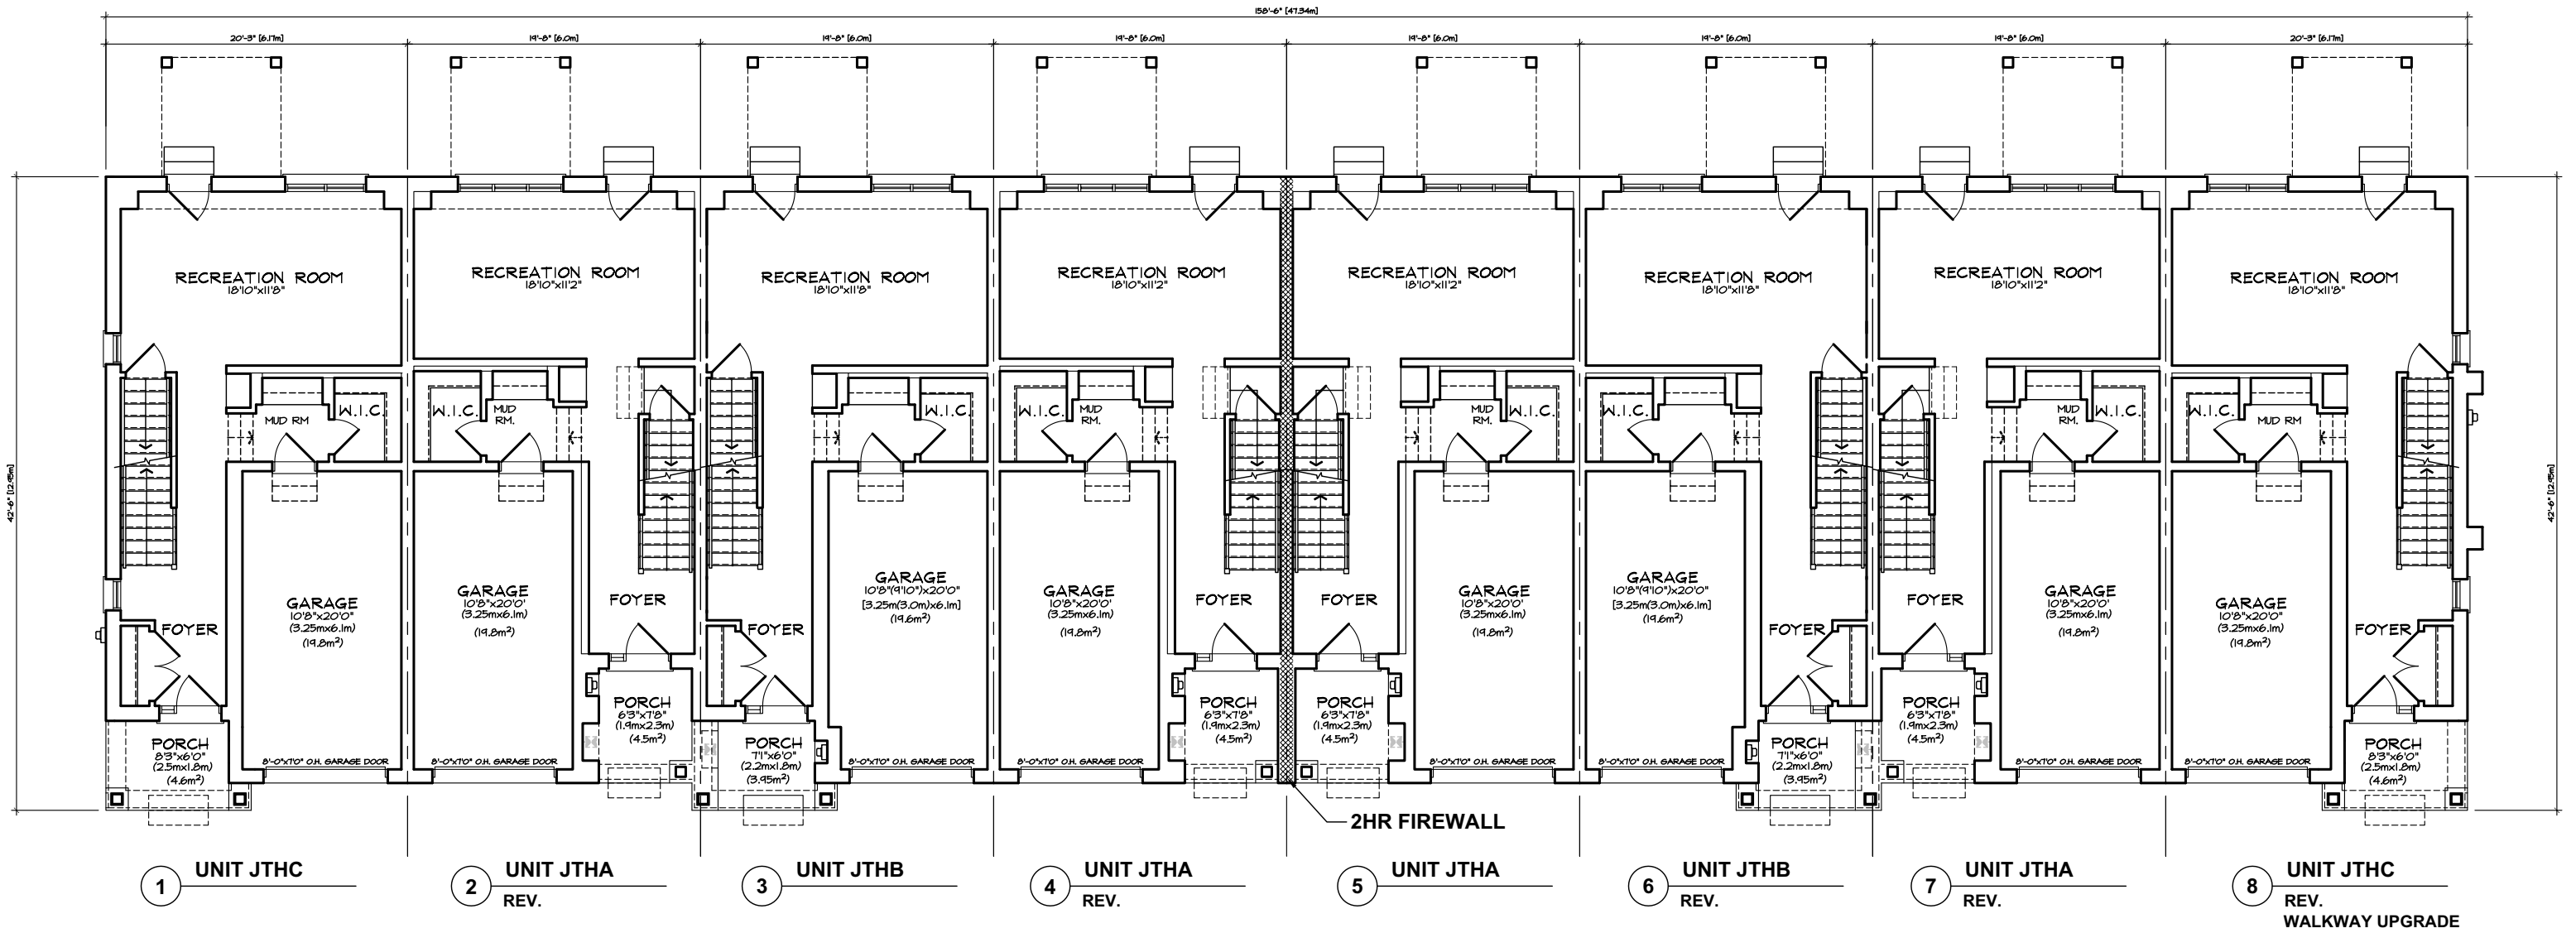 158'-6" [47.34m]
20'-3" [6.17m]
19'-8" [6.0m]
19'-8" [6.0m]
19'-8" [6.0m]
19'-8" [6.0m]
19'-8" [6.0m]
19'-8" [6.0m]
20'-3" [6.17m]
42'-6" [12.95m]
42'-6" [12.95m]
RECREATION ROOM
18'10"x11'8"
RECREATION ROOM
18'10"x11'2"
RECREATION ROOM
18'10"x11'8"
RECREATION ROOM
18'10"x11'2"
RECREATION ROOM
18'10"x11'2"
RECREATION ROOM
18'10"x11'8"
RECREATION ROOM
18'10"x11'2"
RECREATION ROOM
18'10"x11'8"
MUD RM
W.I.C.
W.I.C.
MUD
RM.
MUD RM
W.I.C.
W.I.C.
MUD
RM.
MUD
RM.
W.I.C.
W.I.C.
MUD RM
MUD
RM.
W.I.C.
W.I.C.
MUD RM
GARAGE
10'8"x20'0"
(3.25mx6.1m)
(19.8m²)
GARAGE
10'8"x20'0'
(3.25mx6.1m)
(19.8m²)
GARAGE
10'8"(9'10")x20'0"
[3.25m(3.0m)x6.1m]
(19.6m²)
GARAGE
10'8"x20'0'
(3.25mx6.1m)
(19.8m²)
GARAGE
10'8"x20'0'
(3.25mx6.1m)
(19.8m²)
GARAGE
10'8"(9'10")x20'0"
[3.25m(3.0m)x6.1m]
(19.6m²)
GARAGE
10'8"x20'0'
(3.25mx6.1m)
(19.8m²)
GARAGE
10'8"x20'0"
(3.25mx6.1m)
(19.8m²)
FOYER
FOYER
FOYER
FOYER
FOYER
FOYER
FOYER
FOYER
PORCH
8'3"x6'0"
(2.5mx1.8m)
(4.6m²)
PORCH
6'3"x7'8"
(1.9mx2.3m)
(4.5m²)
PORCH
7'1"x6'0"
(2.2mx1.8m)
(3.95m²)
PORCH
6'3"x7'8"
(1.9mx2.3m)
(4.5m²)
PORCH
6'3"x7'8"
(1.9mx2.3m)
(4.5m²)
PORCH
7'1"x6'0"
(2.2mx1.8m)
(3.95m²)
PORCH
6'3"x7'8"
(1.9mx2.3m)
(4.5m²)
PORCH
8'3"x6'0"
(2.5mx1.8m)
(4.6m²)
8'-0"x7'0" O.H. GARAGE DOOR
8'-0"x7'0" O.H. GARAGE DOOR
8'-0"x7'0" O.H. GARAGE DOOR
8'-0"x7'0" O.H. GARAGE DOOR
8'-0"x7'0" O.H. GARAGE DOOR
8'-0"x7'0" O.H. GARAGE DOOR
8'-0"x7'0" O.H. GARAGE DOOR
8'-0"x7'0" O.H. GARAGE DOOR
2HR FIREWALL
1 UNIT JTHC
2 UNIT JTHA
REV.
3 UNIT JTHB
4 UNIT JTHA
REV.
5 UNIT JTHA
6 UNIT JTHB
REV.
7 UNIT JTHA
REV.
8 UNIT JTHC
REV.
WALKWAY UPGRADE